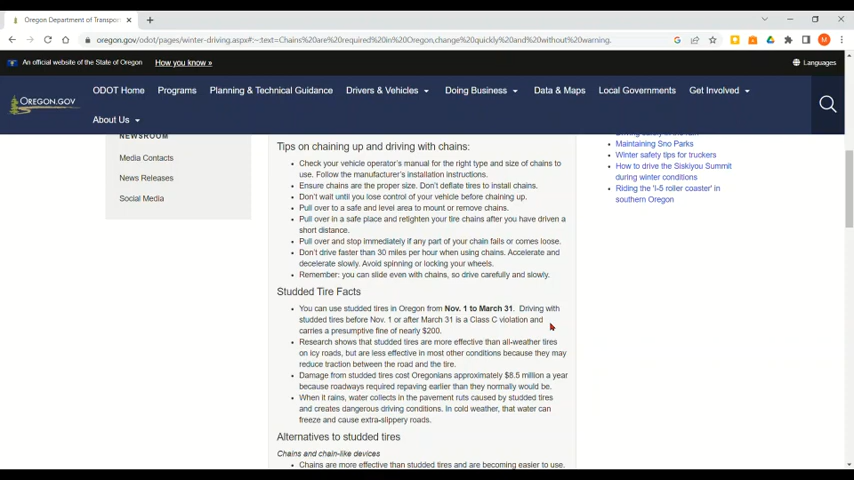 Oregon Department of Transpor
oregon.gov/odot/pages/winter-driving.aspx#:~:text=Chains%20are%20required%20in%20Oregon,change%20quickly%20and%20without%20warning.
M
An official website of the State of Oregon
How you know »
Languages
OREGON.GOV
ODOT Home
Programs
Planning & Technical Guidance
Drivers & Vehicles
Doing Business
Data & Maps
Local Governments
Get Involved
About Us
NEWSROOM
Media Contacts
News Releases
Social Media
Tips on chaining up and driving with chains:
Check your vehicle operator's manual for the right type and size of chains to
use. Follow the manufacturer's installation instructions.
Ensure chains are the proper size. Don't deflate tires to install chains.
Don't wait until you lose control of your vehicle before chaining up.
Pull over to a safe and level area to mount or remove chains.
Pull over in a safe place and retighten your tire chains after you have driven a
short distance.
Pull over and stop immediately if any part of your chain fails or comes loose.
Don't drive faster than 30 miles per hour when using chains. Accelerate and
decelerate slowly. Avoid spinning or locking your wheels.
Remember: you can slide even with chains, so drive carefully and slowly.
Studded Tire Facts
You can use studded tires in Oregon from Nov. 1 to March 31. Driving with
studded tires before Nov. 1 or after March 31 is a Class C violation and
carries a presumptive fine of nearly $200.
Research shows that studded tires are more effective than all-weather tires
on icy roads, but are less effective in most other conditions because they may
reduce traction between the road and the tire.
Damage from studded tires cost Oregonians approximately $8.5 million a year
because roadways required repaving earlier than they normally would be.
When it rains, water collects in the pavement ruts caused by studded tires
and creates dangerous driving conditions. In cold weather, that water can
freeze and cause extra-slippery roads.
Alternatives to studded tires
Chains and chain-like devices
Chains are more effective than studded tires and are becoming easier to use.
Driving safely in the rain
Maintaining Sno Parks
Winter safety tips for truckers
How to drive the Siskiyou Summit
during winter conditions
Riding the 'I-5 roller coaster' in
southern Oregon